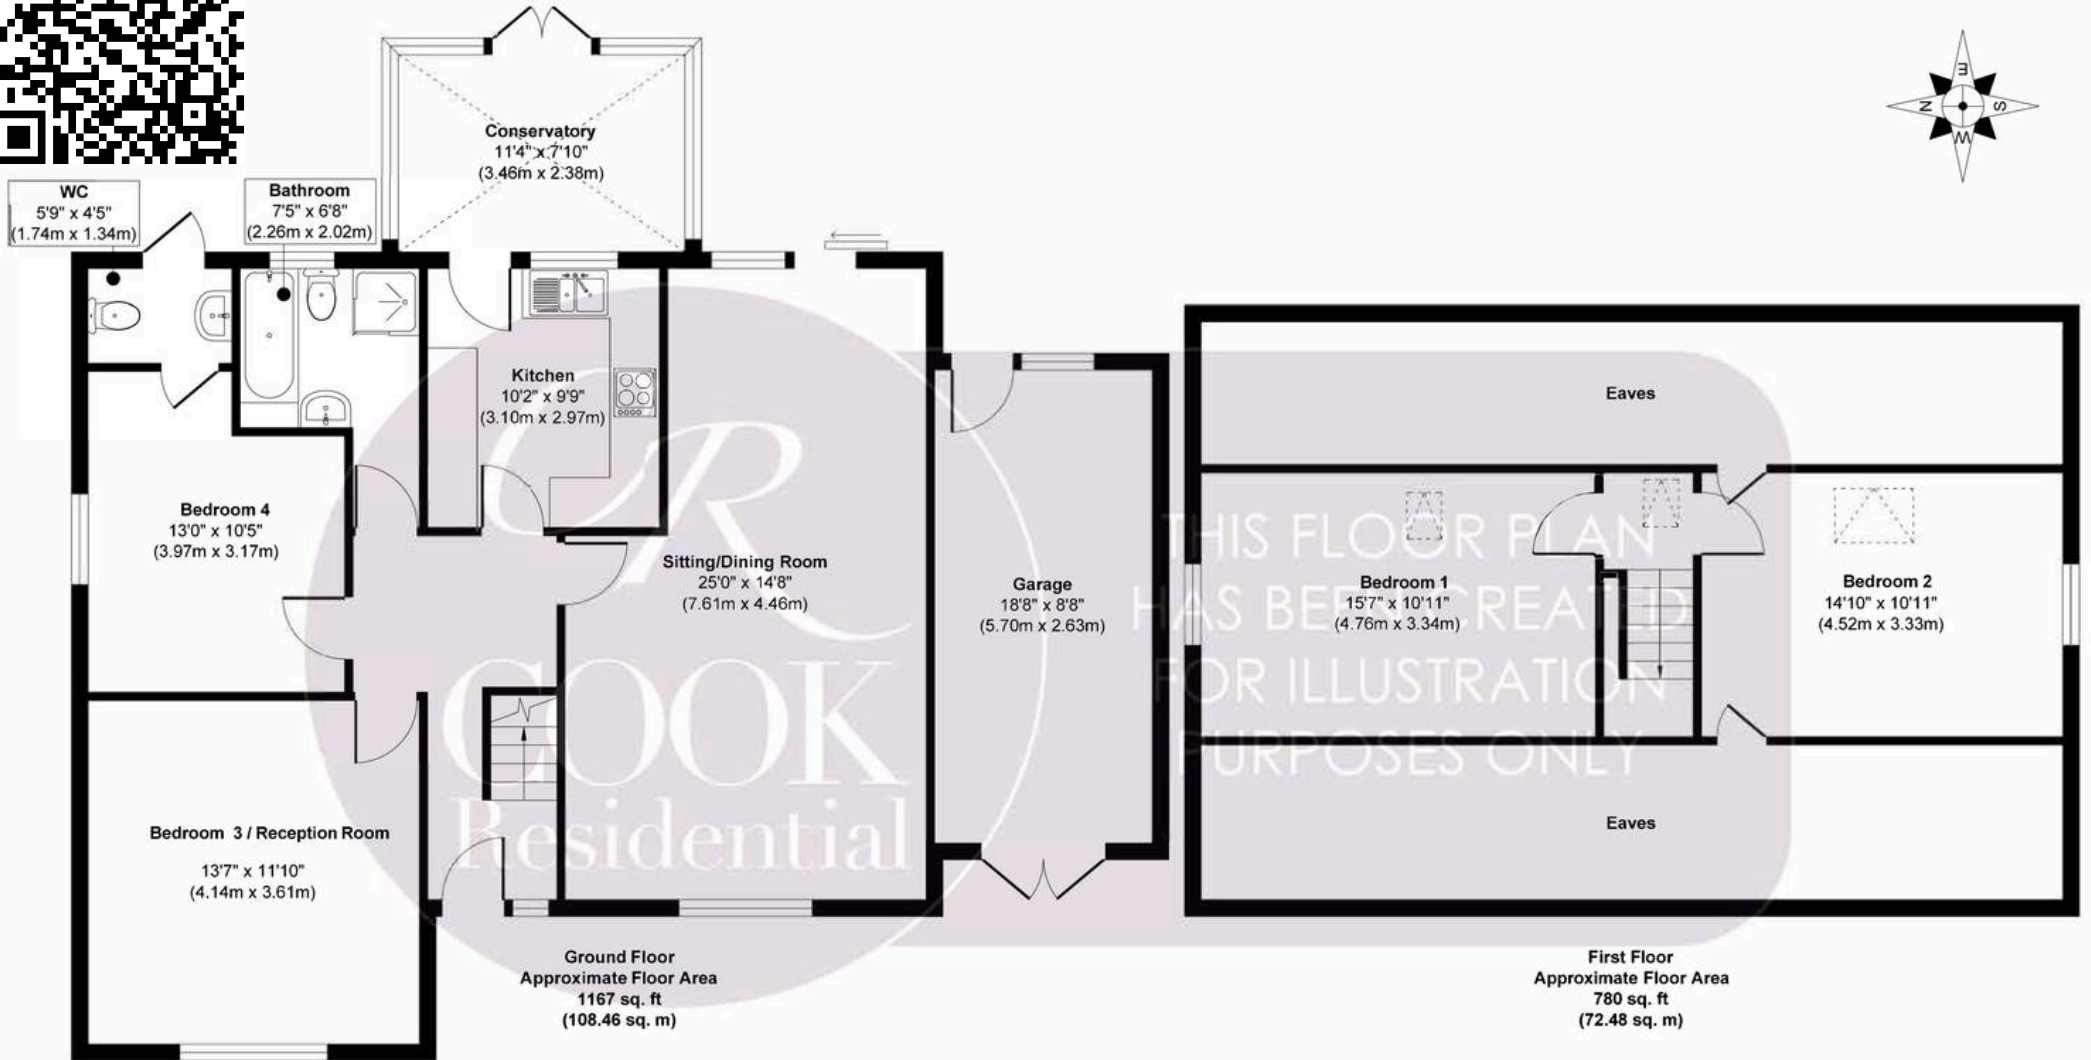 Conservatory
11'4" x 7'10"
(3.46m x 2.38m)
E
N
S
W
WC
5'9" x 4'5"
(1.74m x 1.34m)
Bathroom
7'5" x 6'8"
(2.26m x 2.02m)
Kitchen
10'2" x 9'9"
(3.10m x 2.97m)
Eaves
Bedroom 4
13'0" x 10'5"
(3.97m x 3.17m)
Sitting/Dining Room
25'0" x 14'8"
(7.61m x 4.46m)
Garage
18'8" x 8'8"
(5.70m x 2.63m)
Bedroom 1
15'7" x 10'11"
(4.76m x 3.34m)
Bedroom 2
14'10" x 10'11"
(4.52m x 3.33m)
CR
COOK
Residential
THIS FLOOR PLAN
HAS BEEN CREATED
FOR ILLUSTRATION
PURPOSES ONLY
Bedroom 3 / Reception Room
13'7" x 11'10"
(4.14m x 3.61m)
Eaves
Ground Floor
Approximate Floor Area
1167 sq. ft
(108.46 sq. m)
First Floor
Approximate Floor Area
780 sq. ft
(72.48 sq. m)